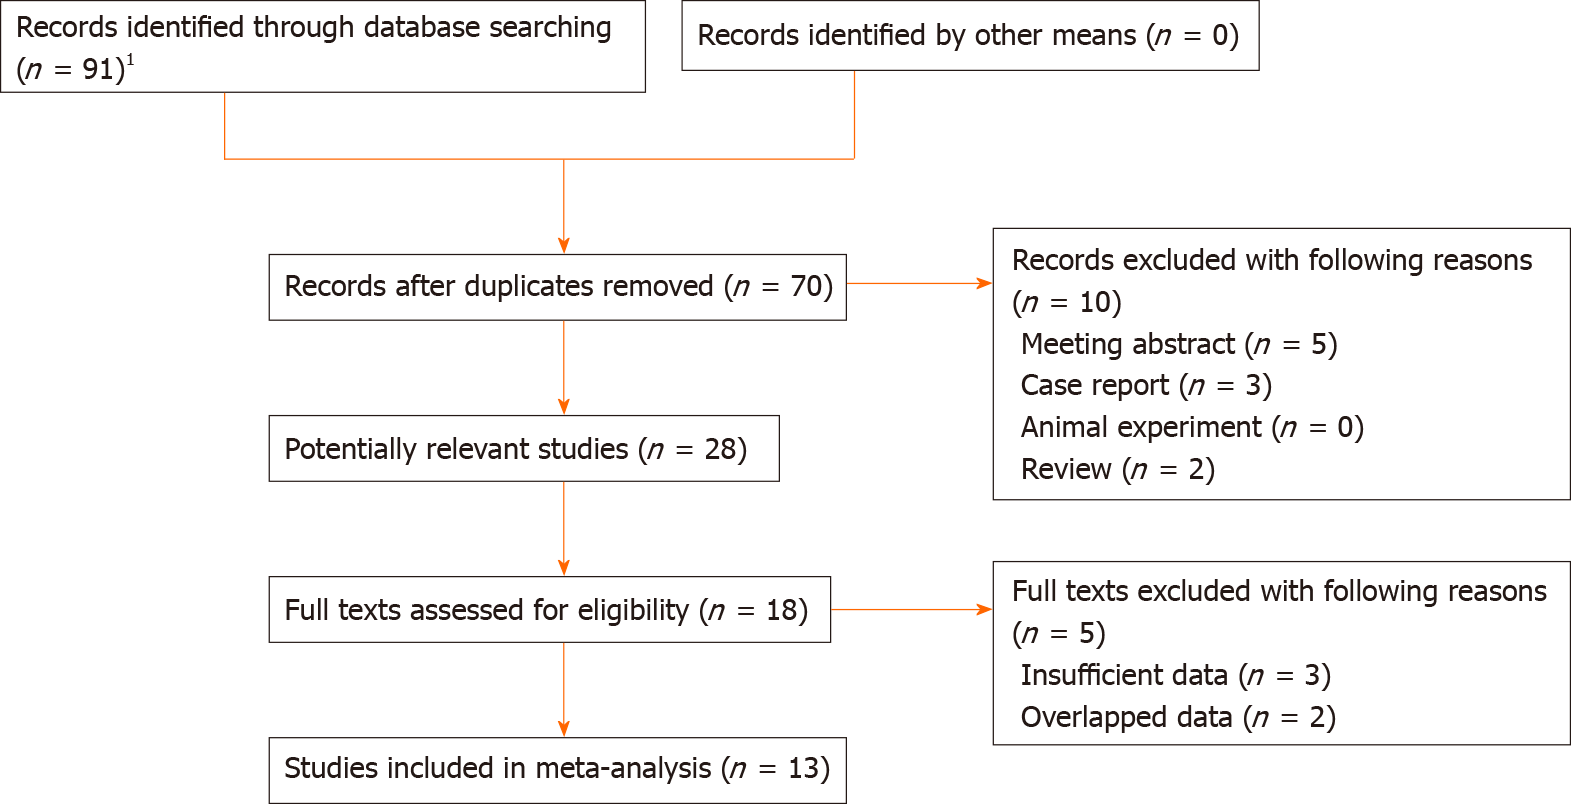 Records identified through database searching
(n = 91)¹
Records identified by other means (n = 0)
Records after duplicates removed (n = 70)
Records excluded with following reasons
(n = 10)
Meeting abstract (n = 5)
Case report (n = 3)
Animal experiment (n = 0)
Review (n = 2)
Potentially relevant studies (n = 28)
Full texts assessed for eligibility (n = 18)
Full texts excluded with following reasons
(n = 5)
Insufficient data (n = 3)
Overlapped data (n = 2)
Studies included in meta-analysis (n = 13)